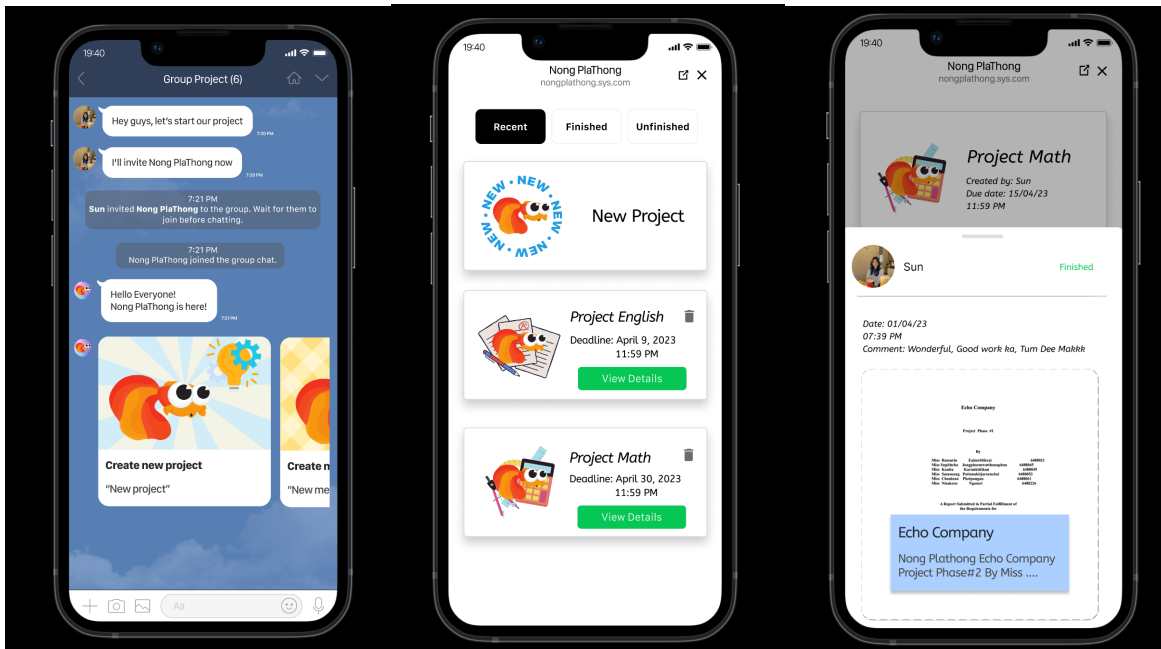 19:40
Group Project (6)
Hey guys, let's start our project
7:20 PM
I'll invite Nong PlaThong now
7:20 PM
7:21 PM
Sun invited Nong PlaThong to the group. Wait for them to
join before chatting.
7:21 PM
Nong PlaThong joined the group chat.
Hello Everyone!
Nong PlaThong is here!
7:21 PM
Create new project
"New project"
Create n
"New me
Aa
19:40
Nong PlaThong
nongplathong.sys.com
Recent
Finished
Unfinished
NEW • NEW • NEW • NEW • NEW •
New Project
A
Project English
Deadline: April 9, 2023
11:59 PM
View Details
Project Math
Deadline: April 30, 2023
11:59 PM
View Details
19:40
Nong PlaThong
nongplathong.sys.com
Project Math
Created by: Sun
Due date: 15/04/23
11:59 PM
Sun
Finished
Date: 01/04/23
07:39 PM
Comment: Wonderful, Good work ka, Tum Dee Makkk
Echo Company
Project Phase #1
By
A Report Submitted in Partial Fulfillment of
the Requirements for
Echo Company
Nong Plathong Echo Company
Project Phase#2 By Miss ....